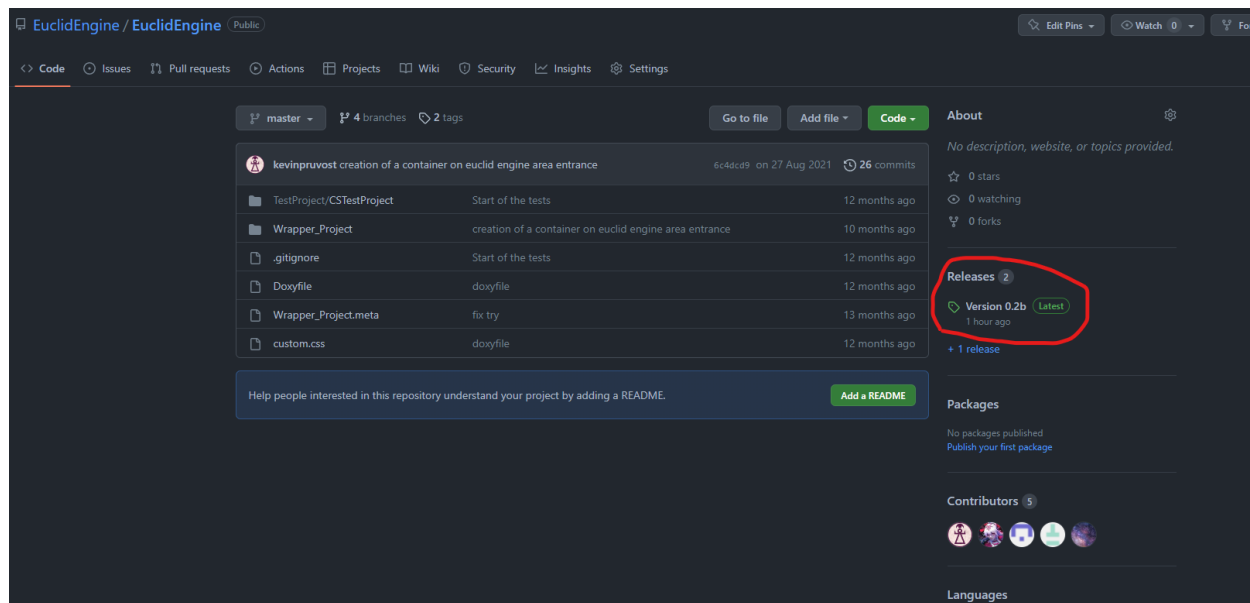 EuclidEngine / EuclidEngine Public
Edit Pins Watch 0 Fo
Code Issues Pull requests Actions Projects Wiki Security Insights Settings
master 4 branches 2 tags Go to file Add file Code
kevinpruvost creation of a container on euclid engine area entrance 6c4dcd9 on 27 Aug 2021 26 commits
TestProject/CSTestProject Start of the tests 12 months ago
Wrapper_Project creation of a container on euclid engine area entrance 10 months ago
.gitignore Start of the tests 12 months ago
Doxyfile doxyfile 12 months ago
Wrapper_Project.meta fix try 13 months ago
custom.css doxyfile 12 months ago
Help people interested in this repository understand your project by adding a README. Add a README
About
No description, website, or topics provided.
0 stars
0 watching
0 forks
Releases 2
Version 0.2b Latest
1 hour ago
+ 1 release
Packages
No packages published
Publish your first package
Contributors 5
Languages